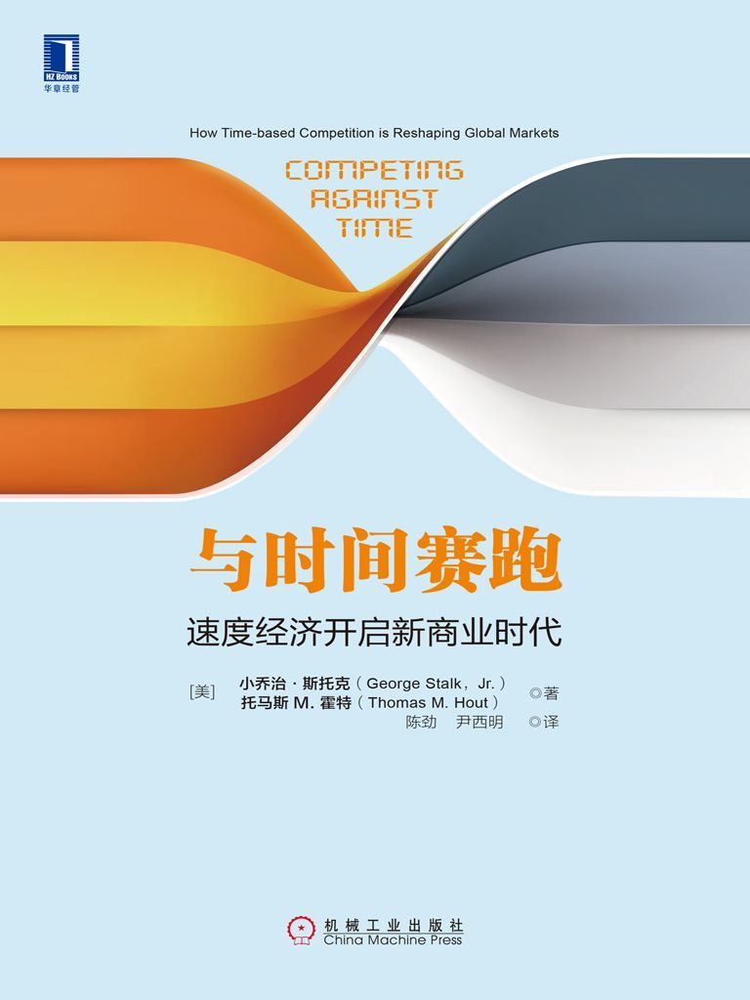 HZ BOOKS
华章经管
How Time-based Competition is Reshaping Global Markets
COMPETING
AGAINST
TIME
与时间赛跑
速度经济开启新商业时代
[美] 小乔治·斯托克（George Stalk，Jr.）
托马斯 M. 霍特（Thomas M. Hout） ◎著
陈劲 尹西明 ◎译
机械工业出版社
China Machine Press